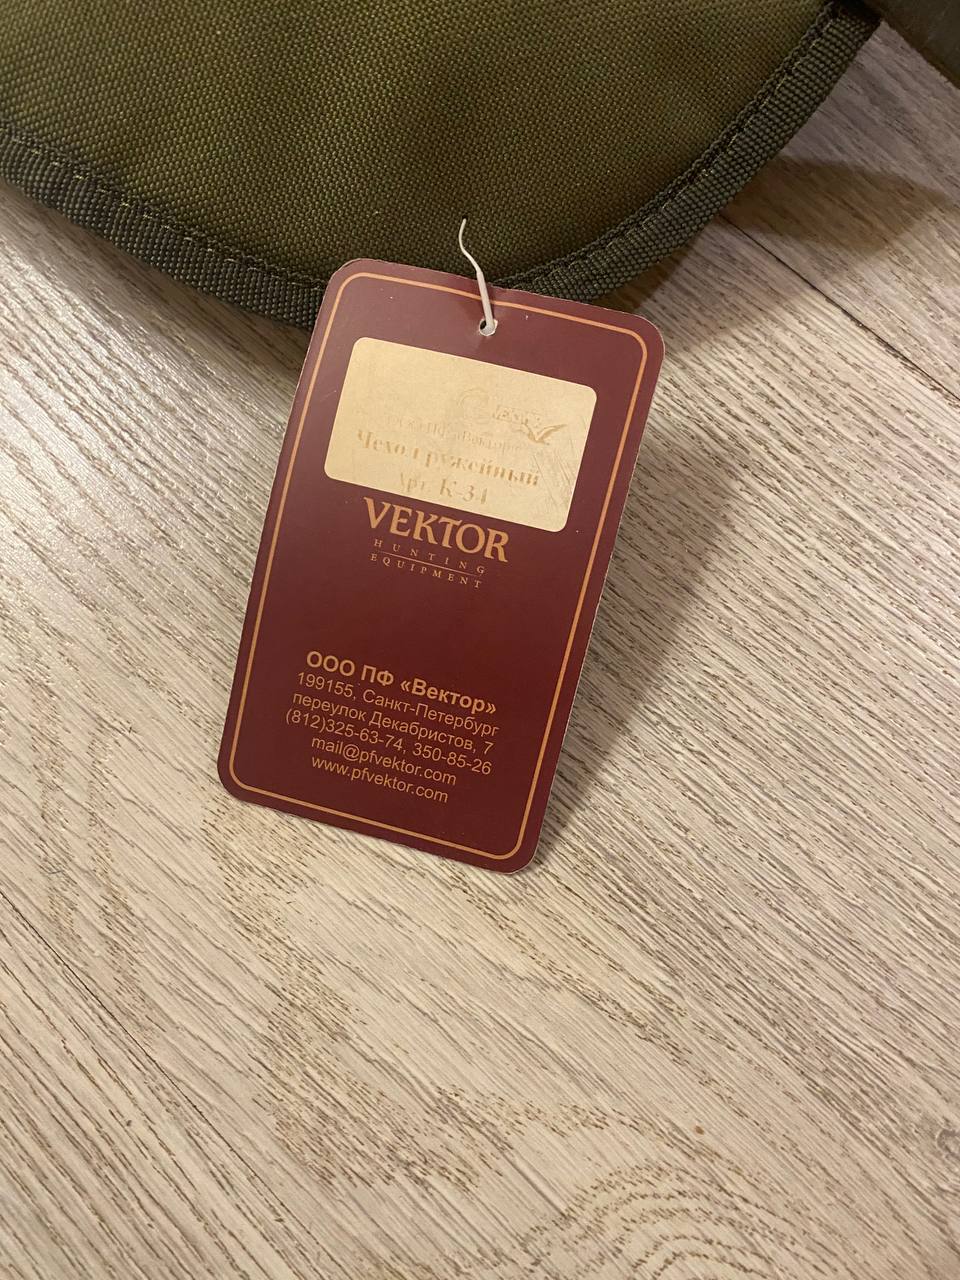 «Вектор»
Чехол ружейный
Арт. К-34
VEKTOR
HUNTING
EQUIPMENT
ООО ПФ «Вектор»
199155, Санкт-Петербург
переулок Декабристов, 7
(812)325-63-74, 350-85-26
mail@pfvektor.com
www.pfvektor.com